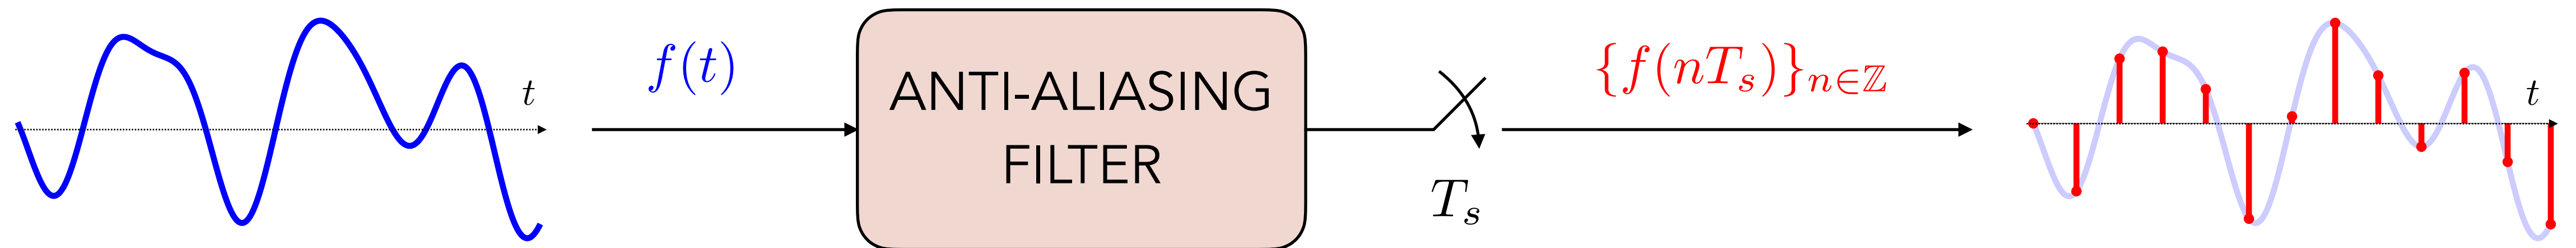 t
f(t)
ANTI-ALIASING
FILTER
T_s
{f(nT_s)}_{n∈ℤ}
t